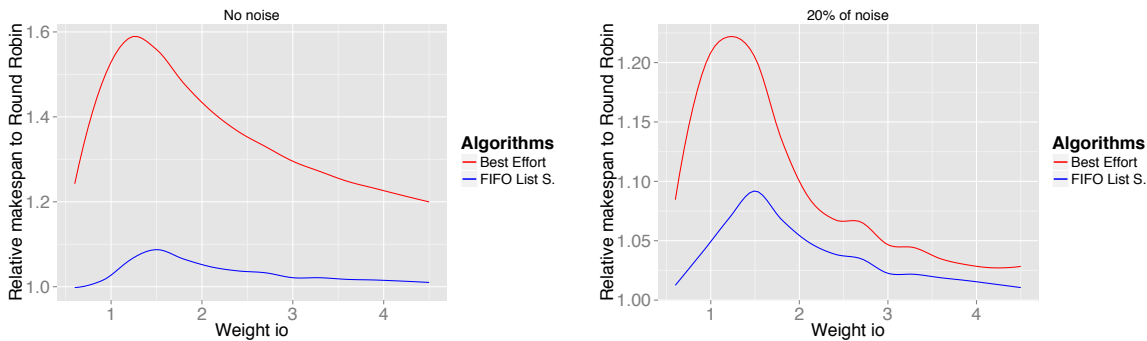 No noise
Relative makespan to Round Robin
1.6
1.4
1.2
1.0
1 2 3 4
Weight io
Algorithms
Best Effort
FIFO List S.
20% of noise
Relative makespan to Round Robin
1.20
1.15
1.10
1.05
1.00
1 2 3 4
Weight io
Algorithms
Best Effort
FIFO List S.